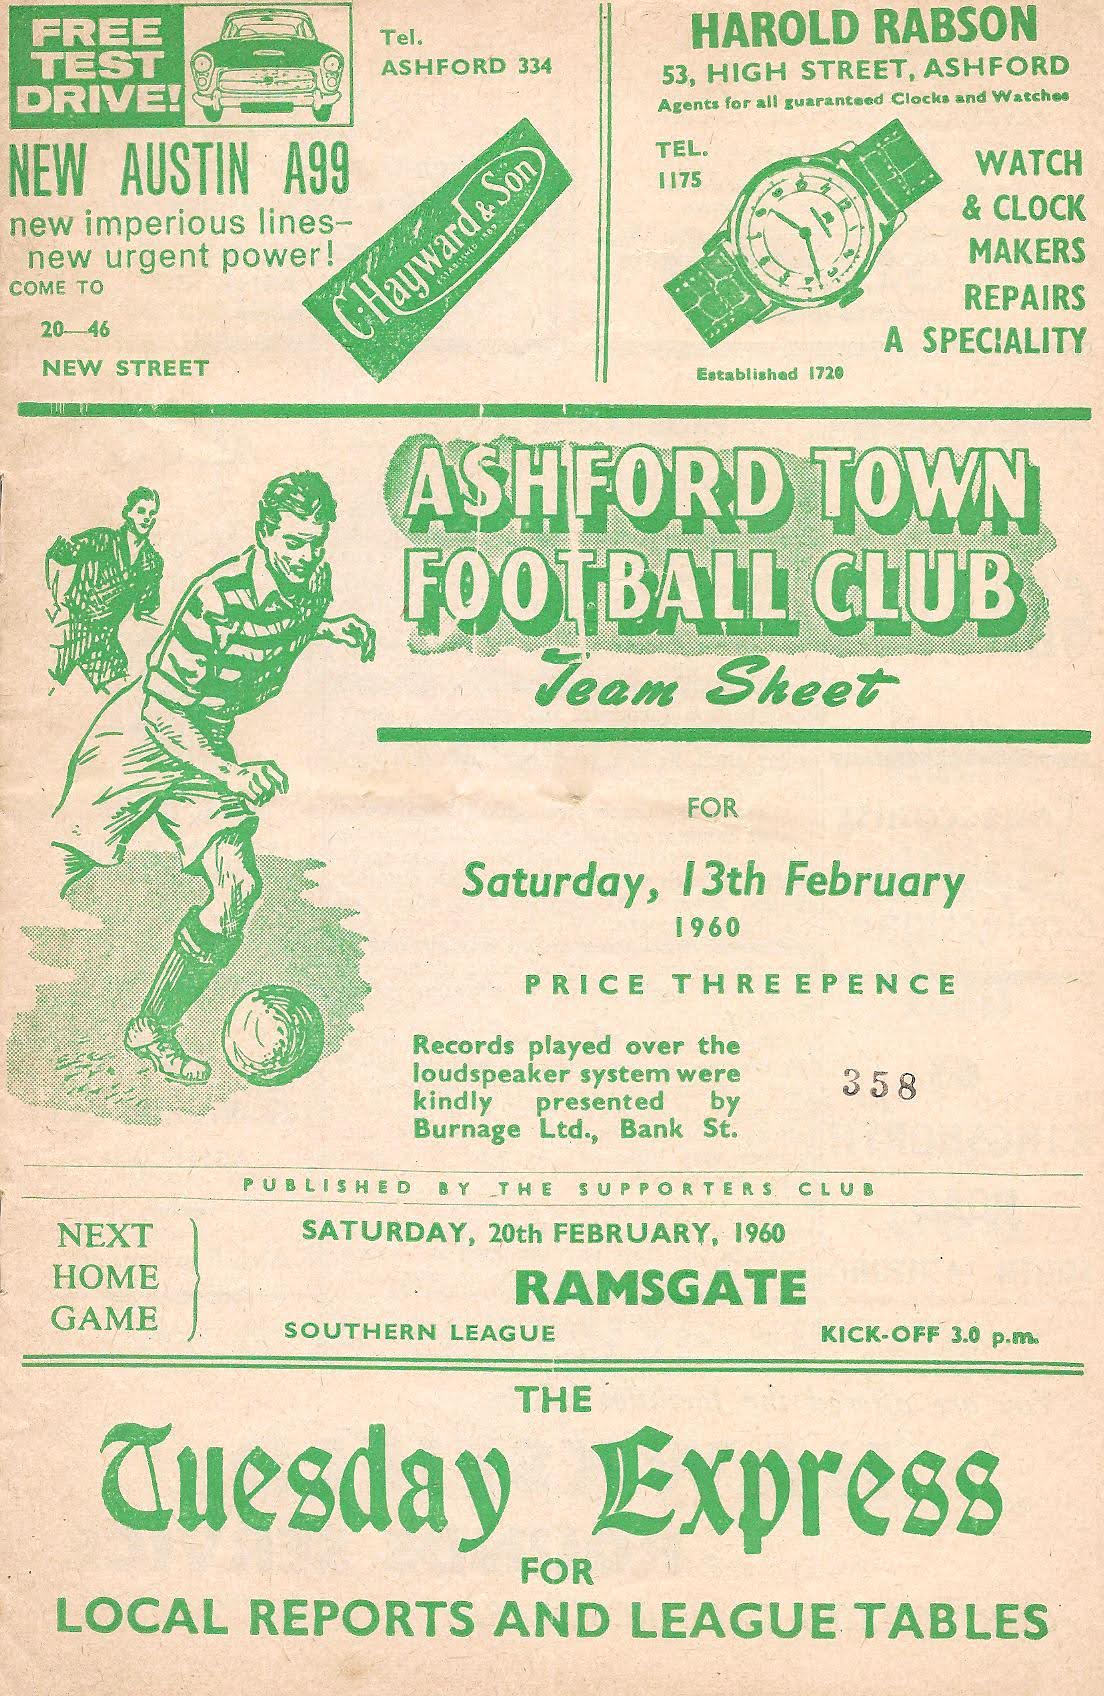 FREE
TEST
DRIVE!
NEW AUSTIN A99
new imperious lines—
new urgent power!
COME TO
20—46
NEW STREET
Tel.
ASHFORD 334
C. Hayward & Son
ESTABLISHED 1889
HAROLD RABSON
53, HIGH STREET, ASHFORD
Agents for all guaranteed Clocks and Watches
TEL.
1175
WATCH
& CLOCK
MAKERS
REPAIRS
A SPECIALITY
Established 1720
ASHFORD TOWN
FOOTBALL CLUB
Team Sheet
FOR
Saturday, 13th February
1960
PRICE THREEPENCE
Records played over the
loudspeaker system were
kindly presented by
Burnage Ltd., Bank St.
358
PUBLISHED BY THE SUPPORTERS CLUB
NEXT
HOME
GAME
SATURDAY, 20th FEBRUARY, 1960
RAMSGATE
SOUTHERN LEAGUE
KICK-OFF 3.0 p.m.
THE
Tuesday Express
FOR
LOCAL REPORTS AND LEAGUE TABLES